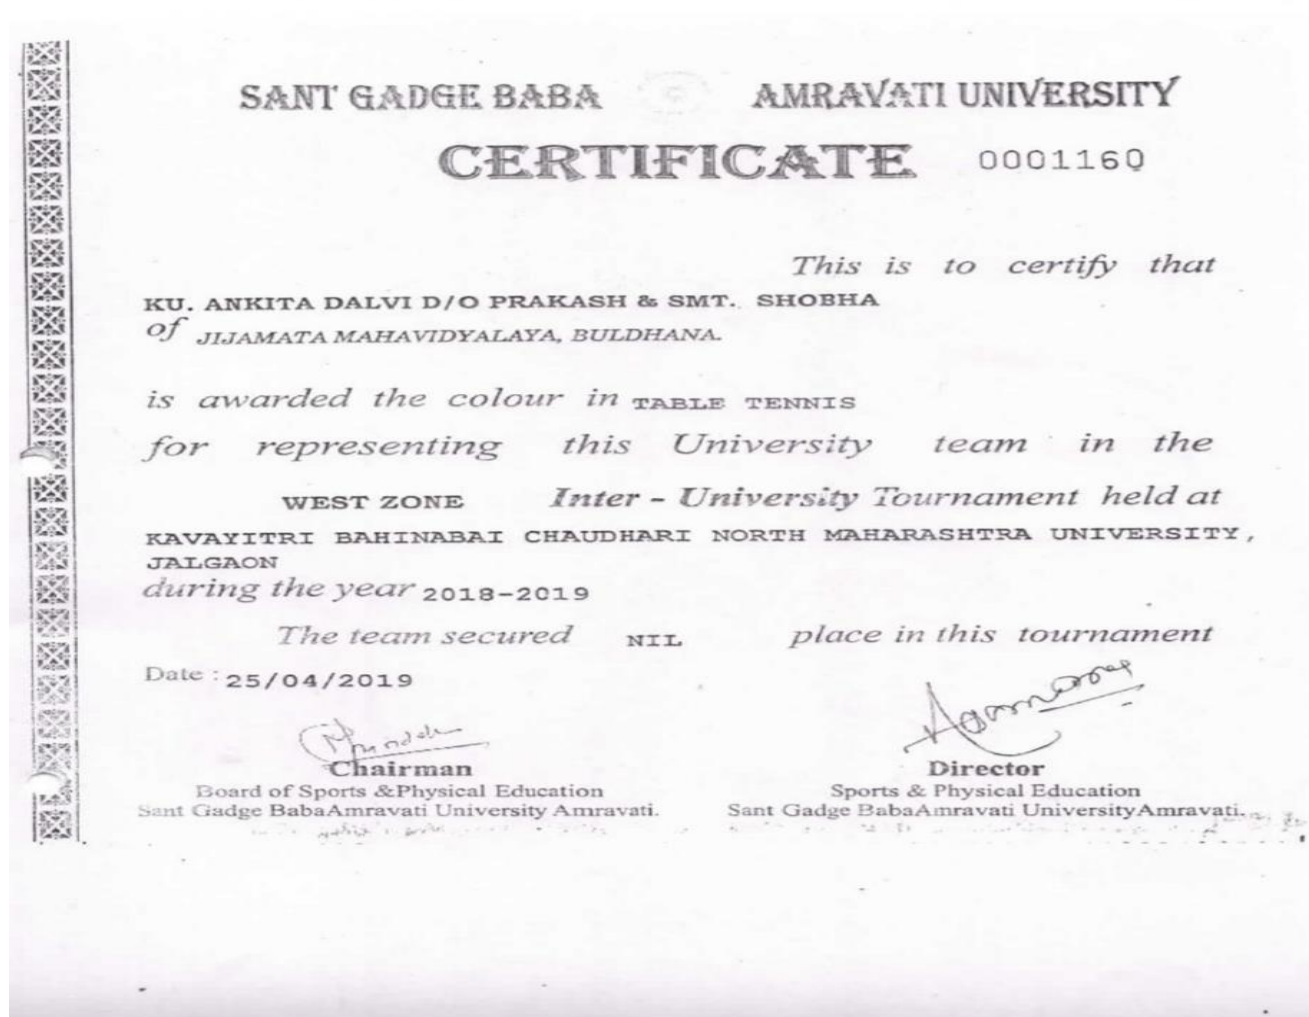 SANT GADGE BABA AMRAVATI UNIVERSITY
CERTIFICATE 0001160
This is to certify that
KU. ANKITA DALVI D/O PRAKASH & SMT. SHOBHA
of JIJAMATA MAHAVIDYALAYA, BULDHANA.
is awarded the colour in TABLE TENNIS
for representing this University team in the
WEST ZONE Inter - University Tournament held at
KAVAYITRI BAHINABAI CHAUDHARI NORTH MAHARASHTRA UNIVERSITY,
JALGAON
during the year 2018-2019
The team secured NIL place in this tournament
Date : 25/04/2019
Chairman Director
Board of Sports &Physical Education Sports & Physical Education
Sant Gadge BabaAmravati University Amravati. Sant Gadge BabaAmravati UniversityAmravati.